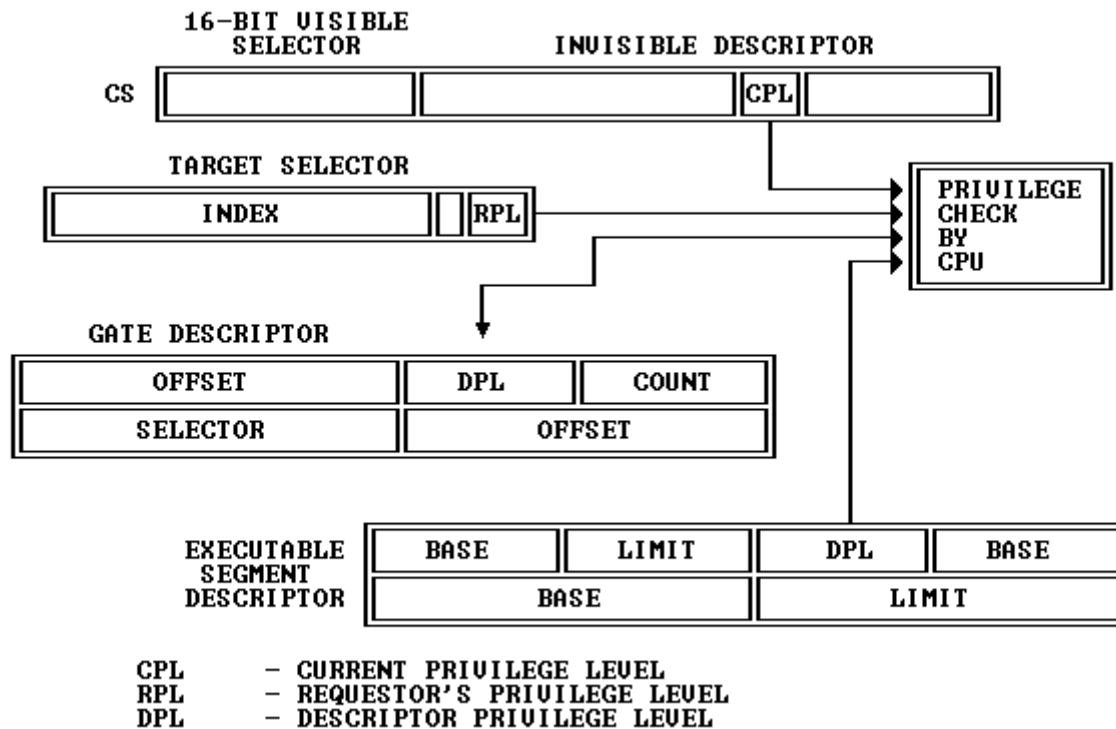 16-BIT VISIBLE
SELECTOR INVISIBLE DESCRIPTOR
CS CPL
TARGET SELECTOR
INDEX RPL
PRIVILEGE
CHECK
BY
CPU
GATE DESCRIPTOR
OFFSET DPL COUNT
SELECTOR OFFSET
EXECUTABLE BASE LIMIT DPL BASE
SEGMENT
DESCRIPTOR BASE LIMIT
CPL - CURRENT PRIVILEGE LEVEL
RPL - REQUESTOR'S PRIVILEGE LEVEL
DPL - DESCRIPTOR PRIVILEGE LEVEL